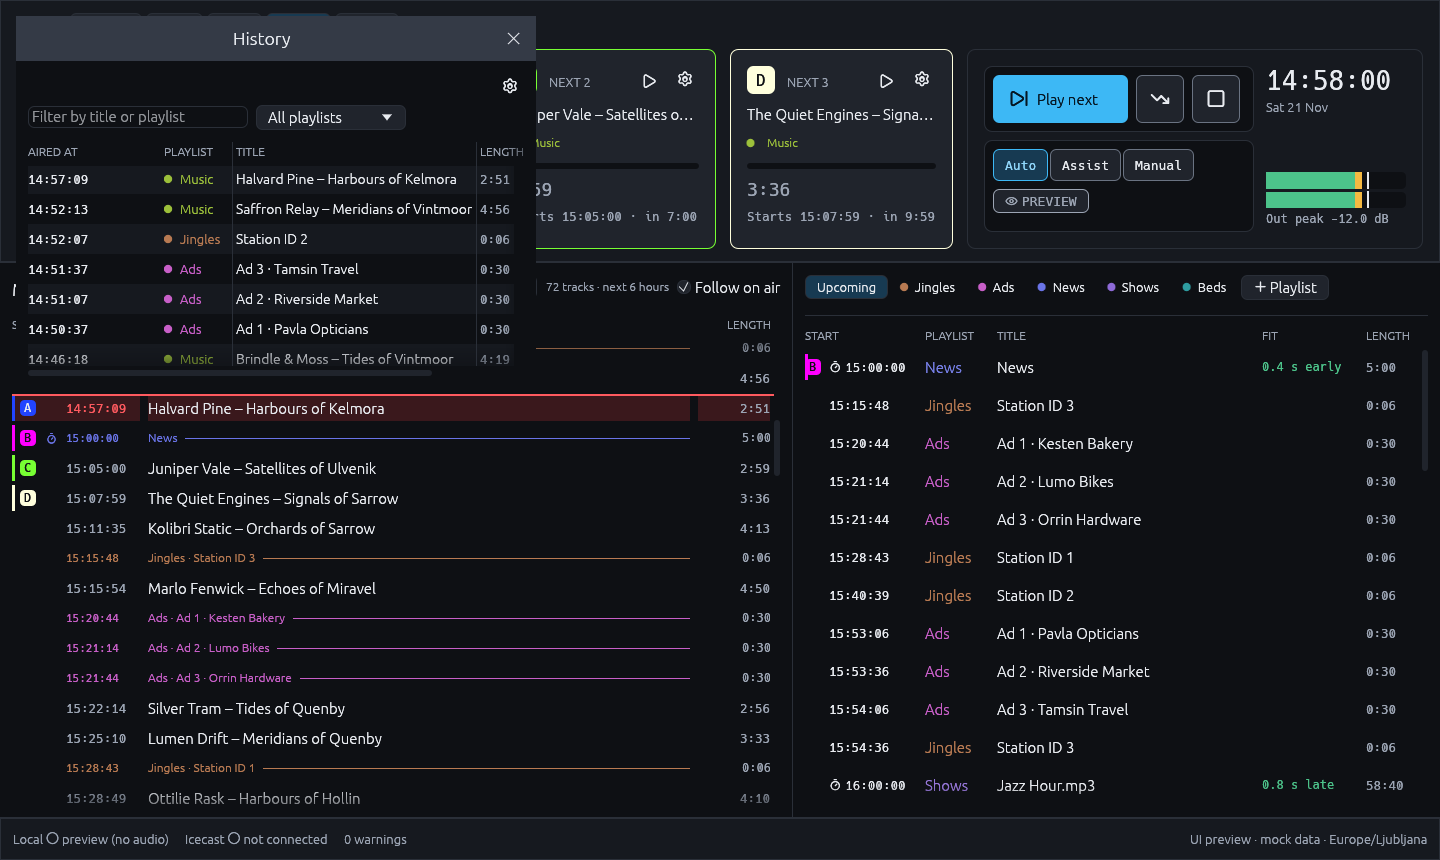 History
Filter by title or playlist
All playlists
AIRED AT PLAYLIST TITLE LENGTH
14:57:09 Music Halvard Pine – Harbours of Kelmora 2:51
14:52:13 Music Saffron Relay – Meridians of Vintmoor 4:56
14:52:07 Jingles Station ID 2 0:06
14:51:37 Ads Ad 3 · Tamsin Travel 0:30
14:51:07 Ads Ad 2 · Riverside Market 0:30
14:50:37 Ads Ad 1 · Pavla Opticians 0:30
14:46:18 Music Brindle & Moss – Tides of Vintmoor 4:19
NEXT 2
per Vale – Satellites o…
Music
59
rts 15:05:00 · in 7:00
D NEXT 3
The Quiet Engines – Signa…
Music
3:36
Starts 15:07:59 · in 9:59
Play next
Auto Assist Manual
PREVIEW
14:58:00
Sat 21 Nov
Out peak -12.0 dB
72 tracks · next 6 hours Follow on air
LENGTH
0:06
4:56
A 14:57:09 Halvard Pine – Harbours of Kelmora 2:51
B 15:00:00 News 5:00
C 15:05:00 Juniper Vale – Satellites of Ulvenik 2:59
D 15:07:59 The Quiet Engines – Signals of Sarrow 3:36
15:11:35 Kolibri Static – Orchards of Sarrow 4:13
15:15:48 Jingles · Station ID 3 0:06
15:15:54 Marlo Fenwick – Echoes of Miravel 4:50
15:20:44 Ads · Ad 1 · Kesten Bakery 0:30
15:21:14 Ads · Ad 2 · Lumo Bikes 0:30
15:21:44 Ads · Ad 3 · Orrin Hardware 0:30
15:22:14 Silver Tram – Tides of Quenby 2:56
15:25:10 Lumen Drift – Meridians of Quenby 3:33
15:28:43 Jingles · Station ID 1 0:06
15:28:49 Ottilie Rask – Harbours of Hollin 4:10
Upcoming Jingles Ads News Shows Beds + Playlist
START PLAYLIST TITLE FIT LENGTH
B 15:00:00 News News 0.4 s early 5:00
15:15:48 Jingles Station ID 3 0:06
15:20:44 Ads Ad 1 · Kesten Bakery 0:30
15:21:14 Ads Ad 2 · Lumo Bikes 0:30
15:21:44 Ads Ad 3 · Orrin Hardware 0:30
15:28:43 Jingles Station ID 1 0:06
15:40:39 Jingles Station ID 2 0:06
15:53:06 Ads Ad 1 · Pavla Opticians 0:30
15:53:36 Ads Ad 2 · Riverside Market 0:30
15:54:06 Ads Ad 3 · Tamsin Travel 0:30
15:54:36 Jingles Station ID 3 0:06
16:00:00 Shows Jazz Hour.mp3 0.8 s late 58:40
Local preview (no audio) Icecast not connected 0 warnings
UI preview · mock data · Europe/Ljubljana